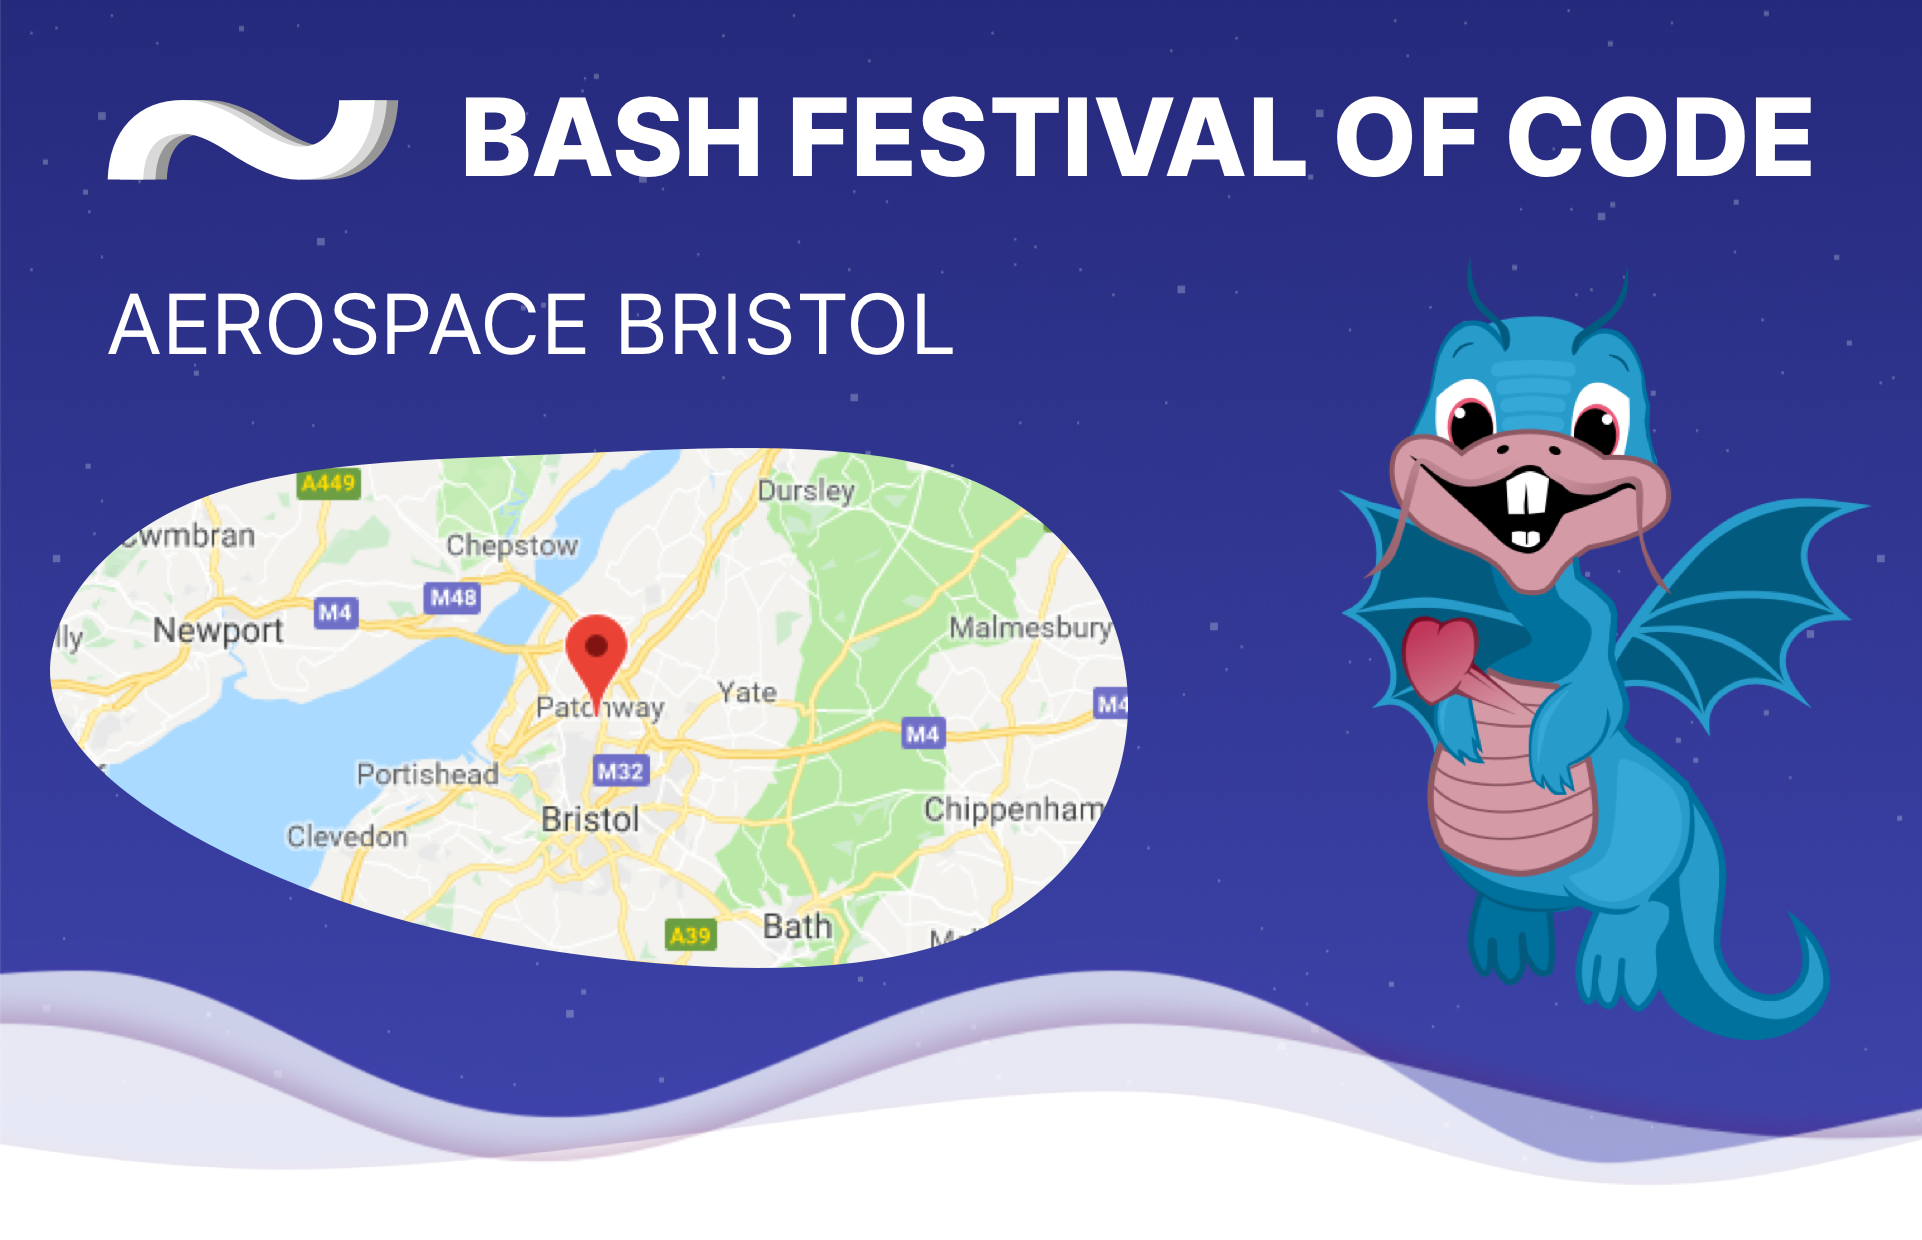 BASH FESTIVAL OF CODE
AEROSPACE BRISTOL
A449
Dursley
Cwmbran
Chepstow
M48
M4
Newport
lly
Malmesbury
Yate
Patchway
M4
M4
M32
Portishead
Chippenham
Bristol
Clevedon
Bath
A39